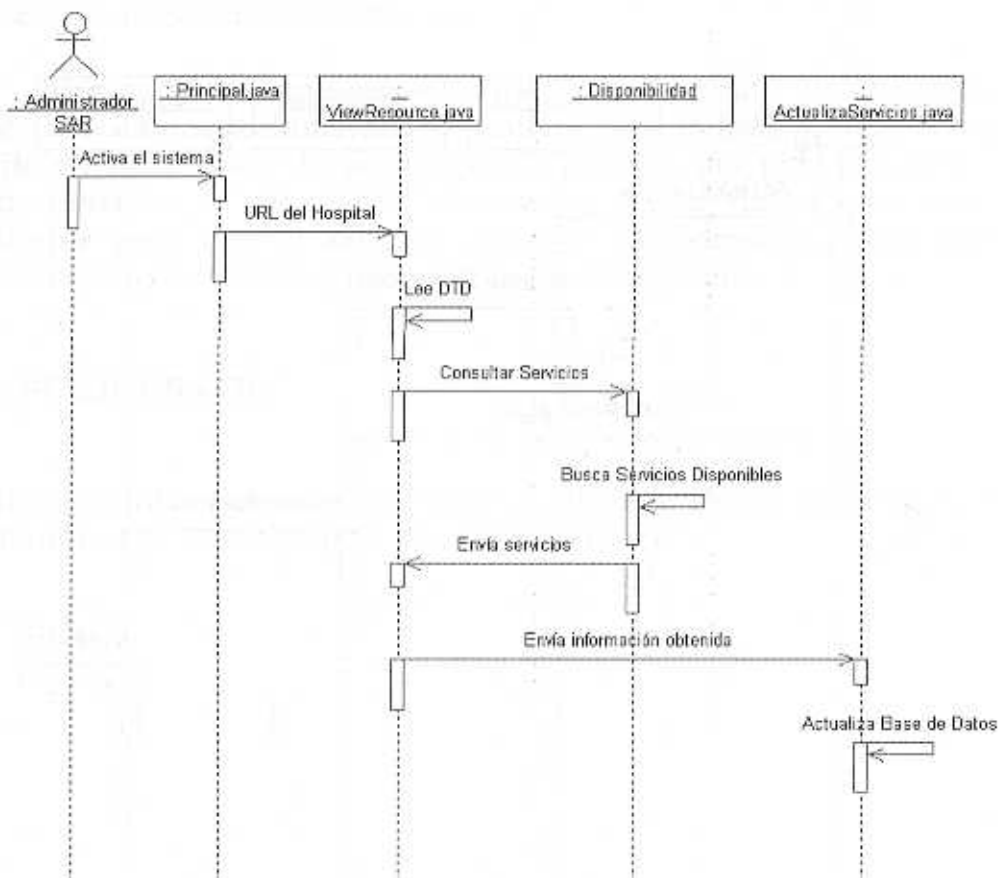 : Administrador
SAR
: Principal.java
:
ViewResource.java
: Disponibilidad
:
ActualizaServicios.java
Activa el sistema
URL del Hospital
Lee DTD
Consultar Servicios
Busca Servicios Disponibles
Envía servicios
Envía información obtenida
Actualiza Base de Datos